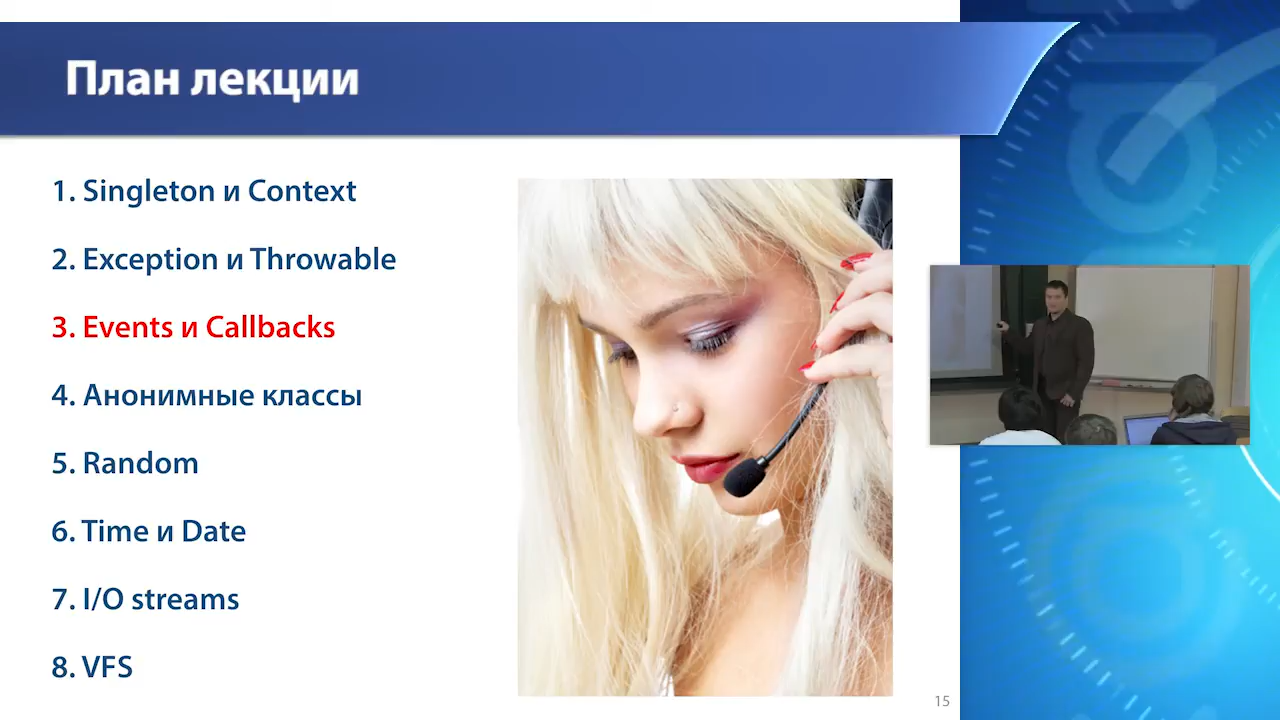 План лекции
1. Singleton и Context
2. Exception и Throwable
3. Events и Callbacks
4. Анонимные классы
5. Random
6. Time и Date
7. I/O streams
8. VFS
15